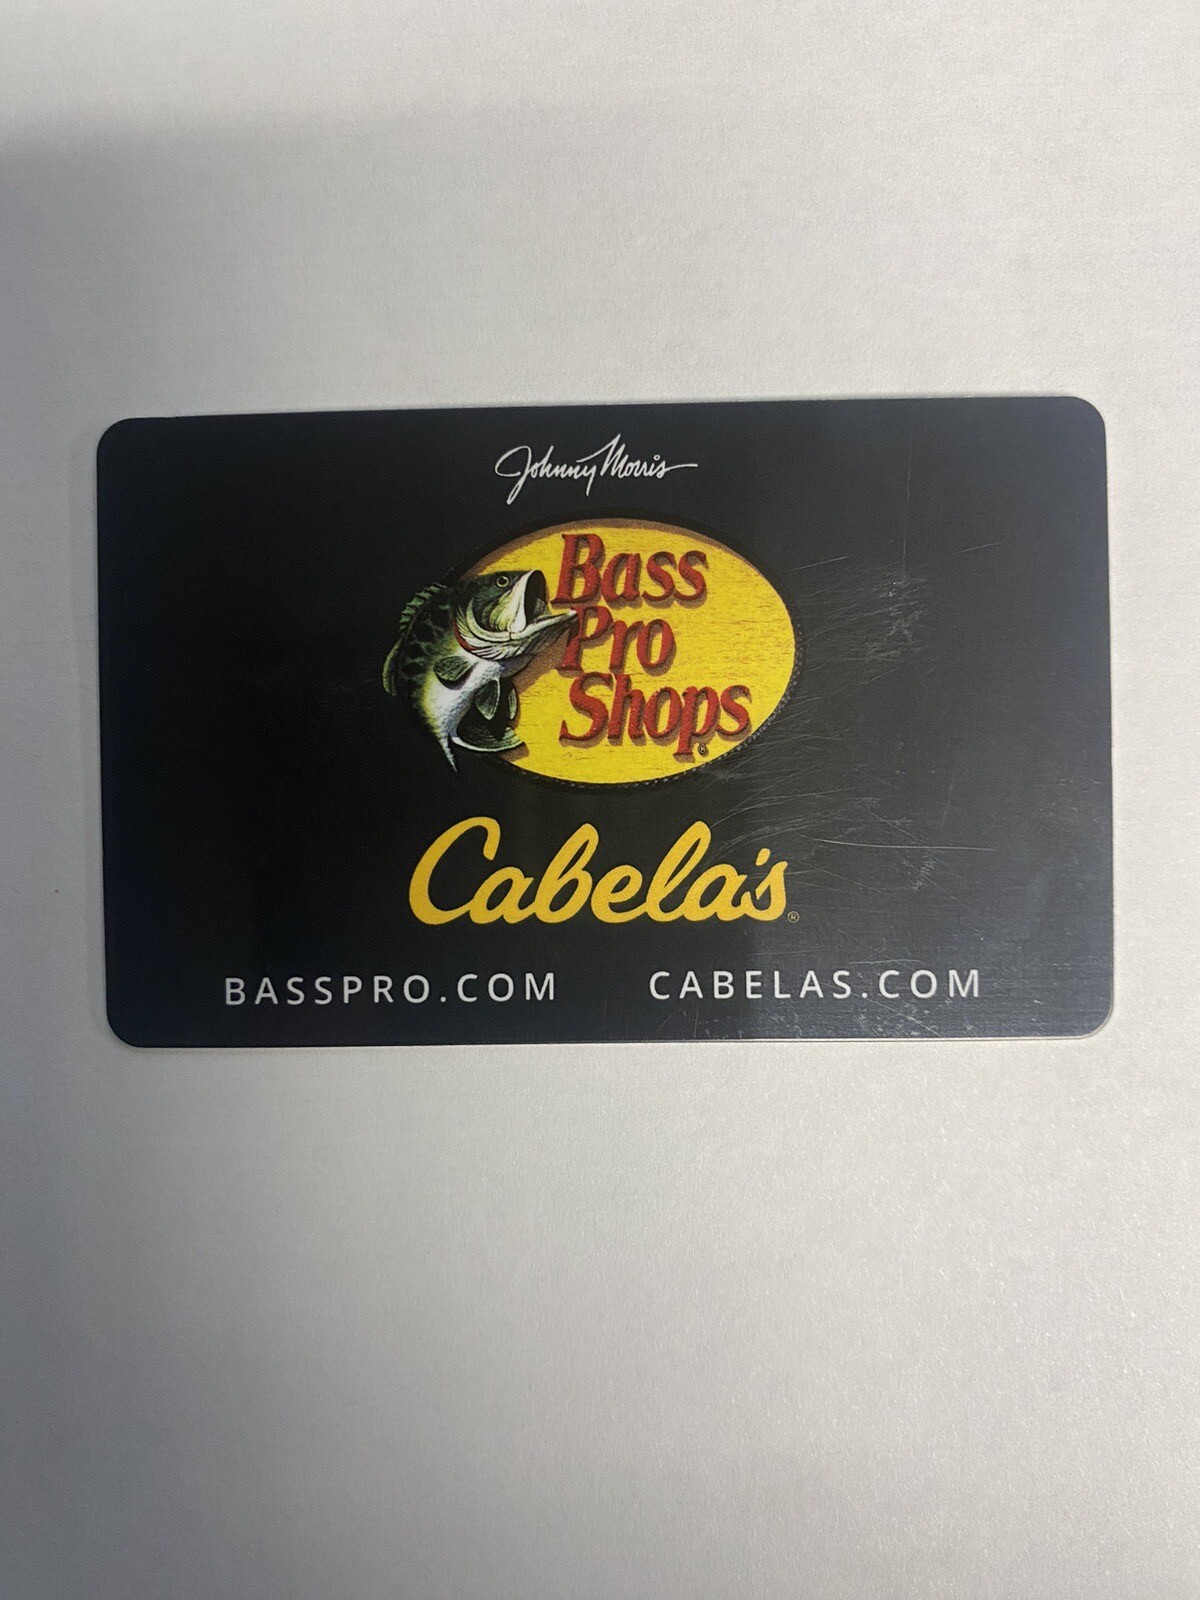 Johnny Morris
Bass
Pro
Shops®
Cabela's®
BASSPRO.COM CABELAS.COM